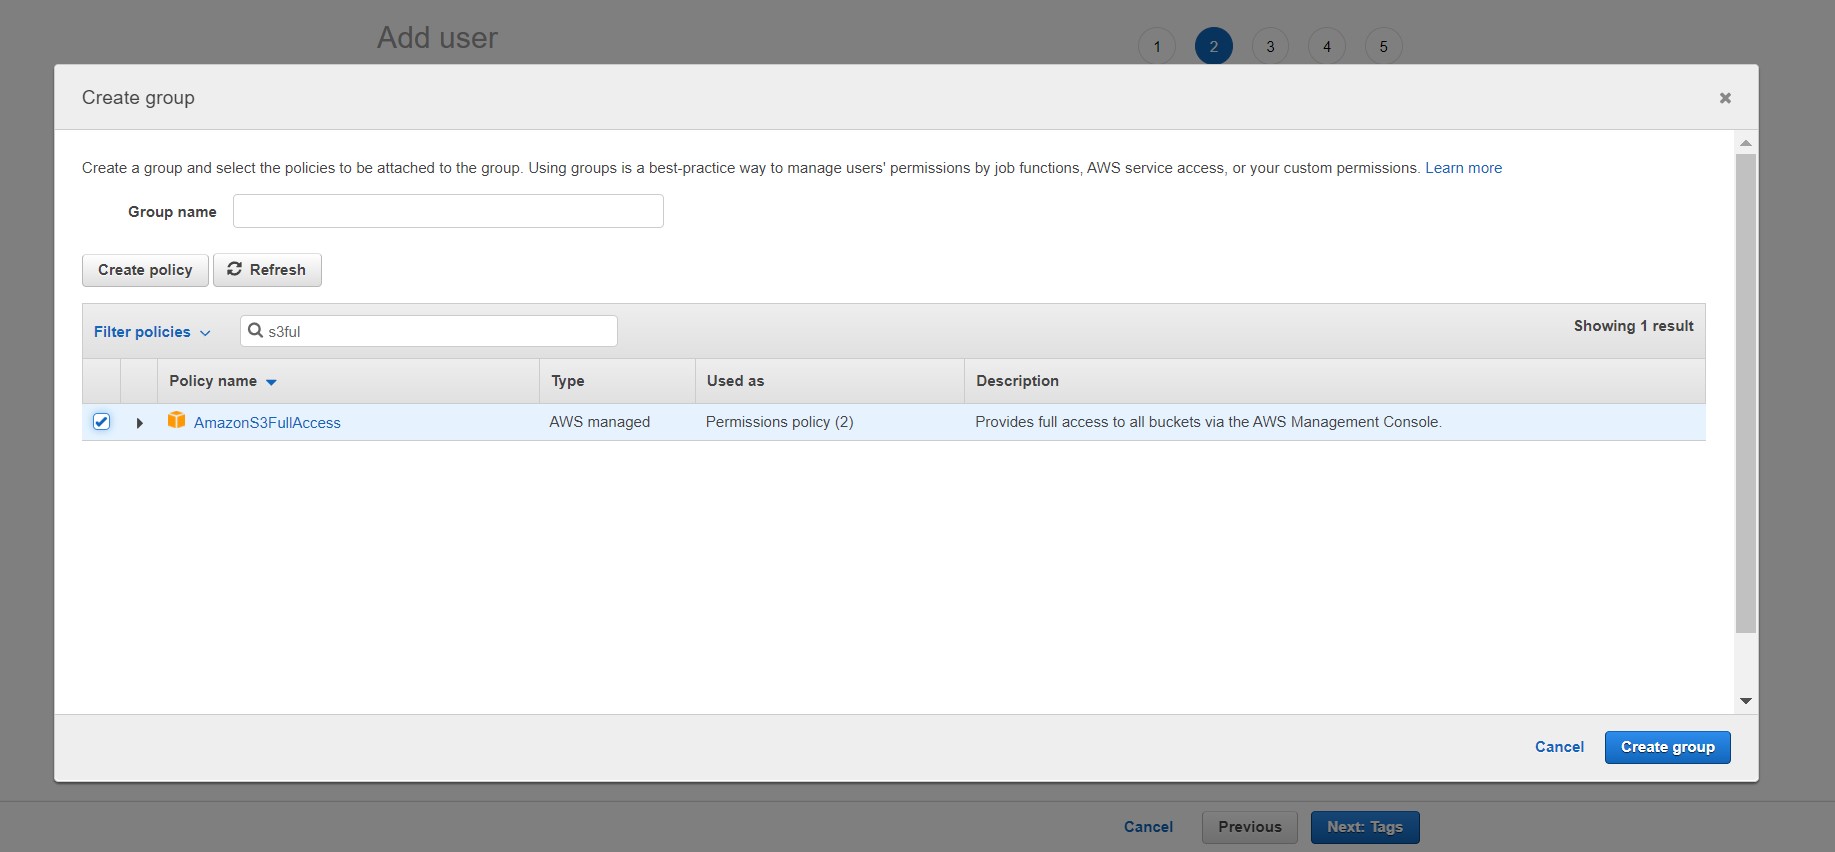 Add user
1 2 3 4 5
Create group
Create a group and select the policies to be attached to the group. Using groups is a best-practice way to manage users' permissions by job functions, AWS service access, or your custom permissions. Learn more
Group name
Create policy Refresh
Filter policies s3ful Showing 1 result
Policy name Type Used as Description
AmazonS3FullAccess AWS managed Permissions policy (2) Provides full access to all buckets via the AWS Management Console.
Cancel Create group
Cancel Previous Next: Tags